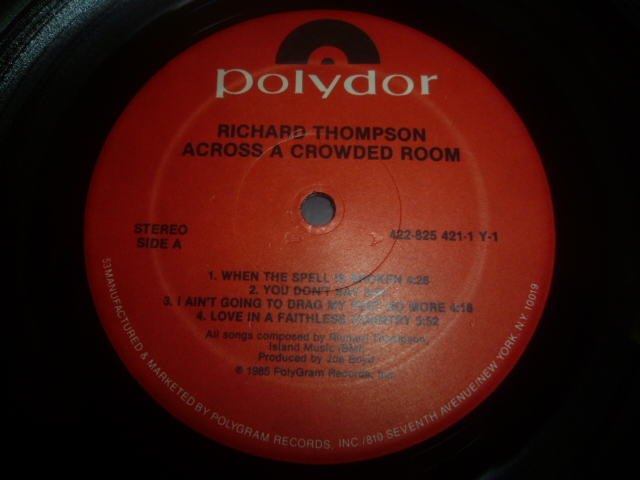 polydor
RICHARD THOMPSON
ACROSS A CROWDED ROOM
STEREO
SIDE A
422-825 421-1 Y-1
1. WHEN THE SPELL IS BROKEN 4:26
2. YOU DON'T SAY
3. I AIN'T GOING TO DRAG MY FEET NO MORE 4:18
4. LOVE IN A FAITHLESS COUNTRY 5:52
All songs composed by Richard Thompson,
Island Music (BMI)
Produced by Joe Boyd
℗ 1985 PolyGram Records, Inc.
53 MANUFACTURED & MARKETED BY POLYGRAM RECORDS, INC./810 SEVENTH AVENUE/NEW YORK, NY 10019